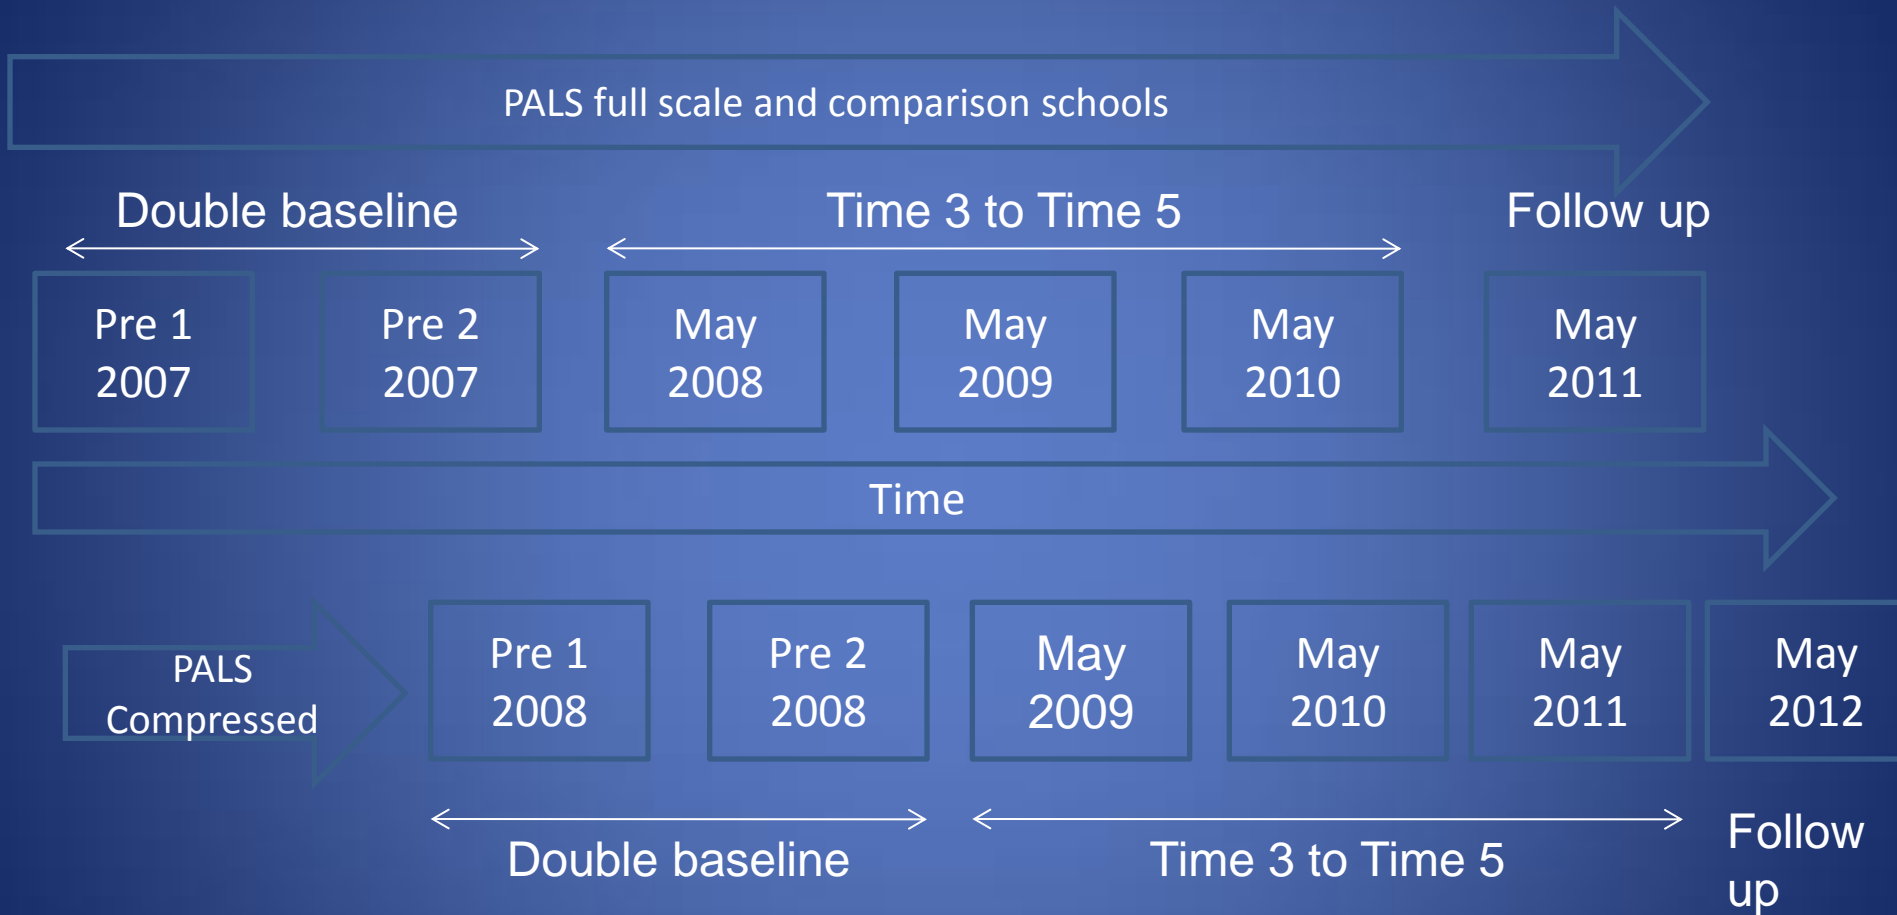 PALS full scale and comparison schools
Double baseline
Time 3 to Time 5
Follow up
Pre 1
2007
Pre 2
2007
May
2008
May
2009
May
2010
May
2011
Time
PALS
Compressed
Pre 1
2008
Pre 2
2008
May
2009
May
2010
May
2011
May
2012
Double baseline
Time 3 to Time 5
Follow
up